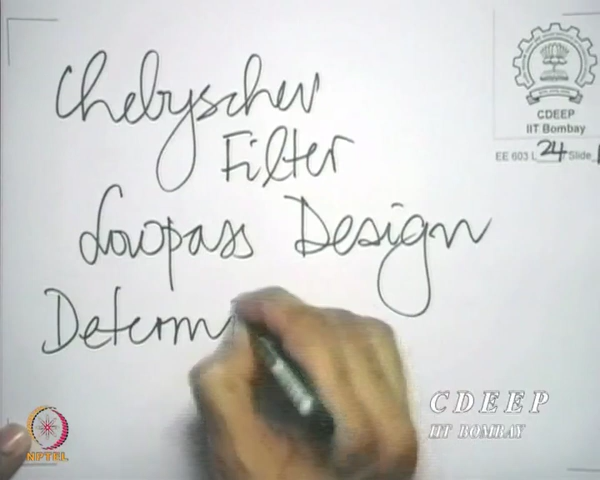 Chebyschev
Filter
Lowpass Design
Determ
CDEEP
IIT Bombay
EE 603 L 24 Slide
CDEEP
IIT BOMBAY
NPTEL